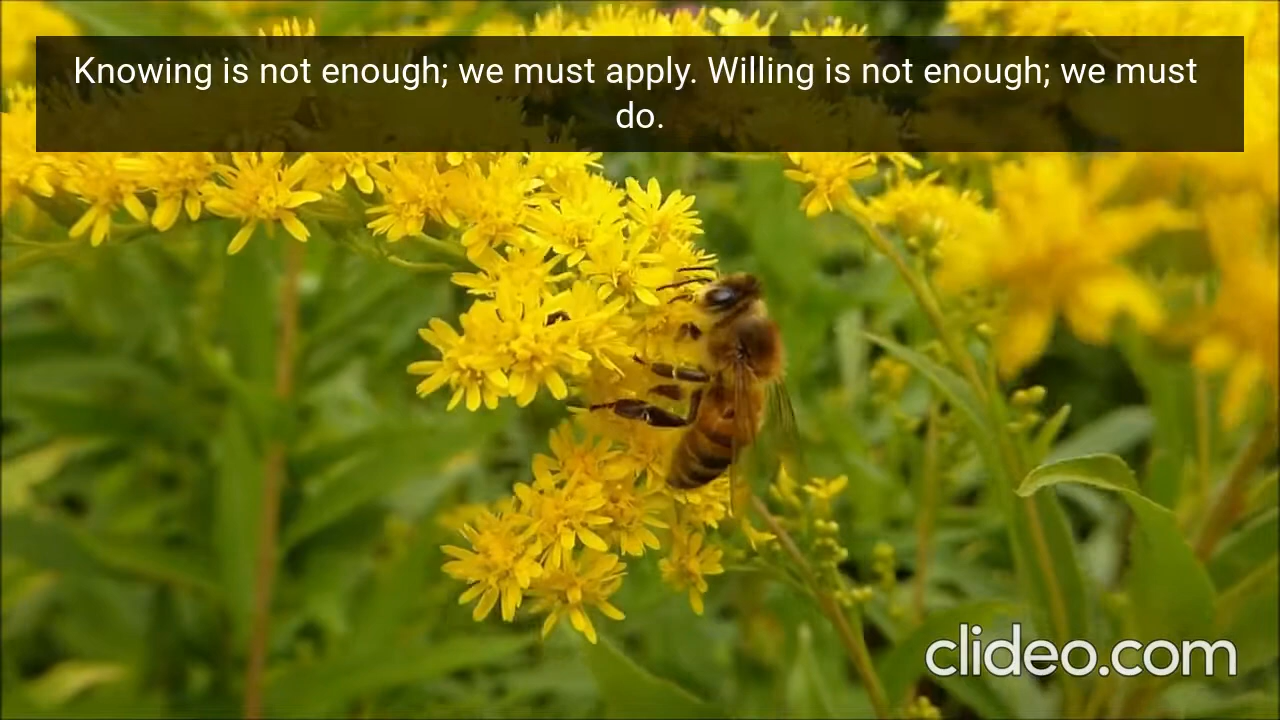 Knowing is not enough; we must apply. Willing is not enough; we must
do.
clideo.com